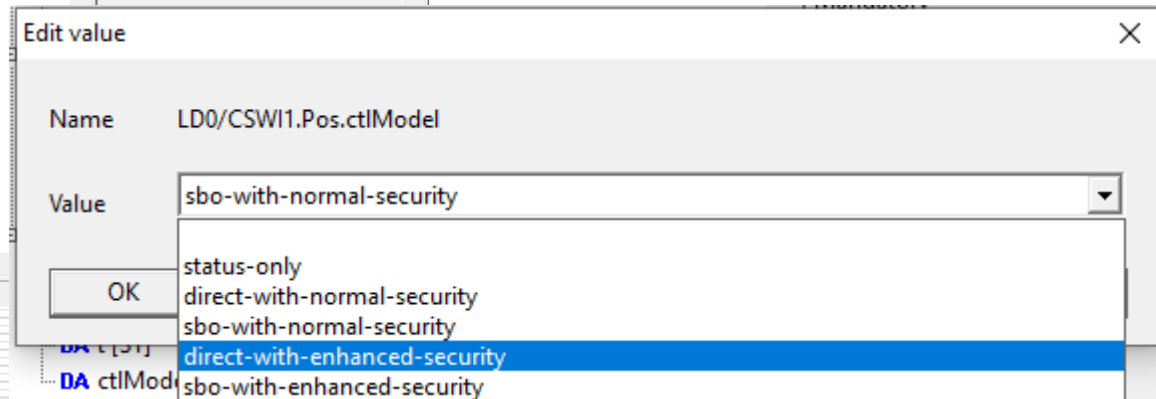 Edit value
Name LD0/CSWI1.Pos.ctlModel
Value sbo-with-normal-security
status-only
direct-with-normal-security
OK
sbo-with-normal-security
direct-with-enhanced-security
DA ctlMode
sbo-with-enhanced-security